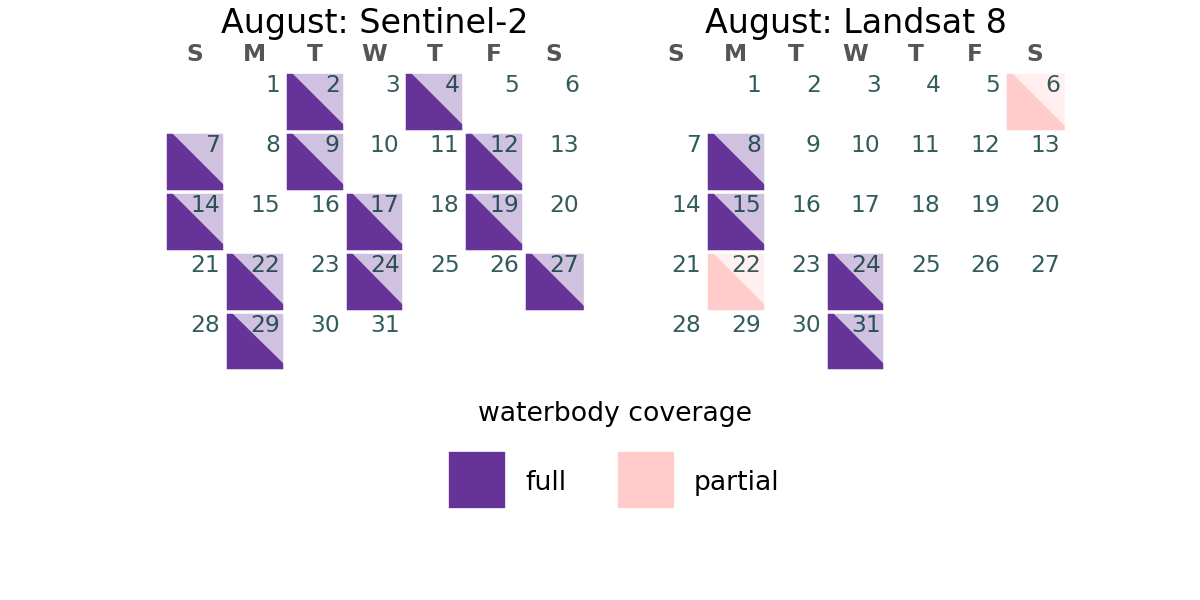 August: Sentinel-2
S M T W T F S
1 2 3 4 5 6
7 8 9 10 11 12 13
14 15 16 17 18 19 20
21 22 23 24 25 26 27
28 29 30 31
August: Landsat 8
S M T W T F S
1 2 3 4 5 6
7 8 9 10 11 12 13
14 15 16 17 18 19 20
21 22 23 24 25 26 27
28 29 30 31
waterbody coverage
full partial